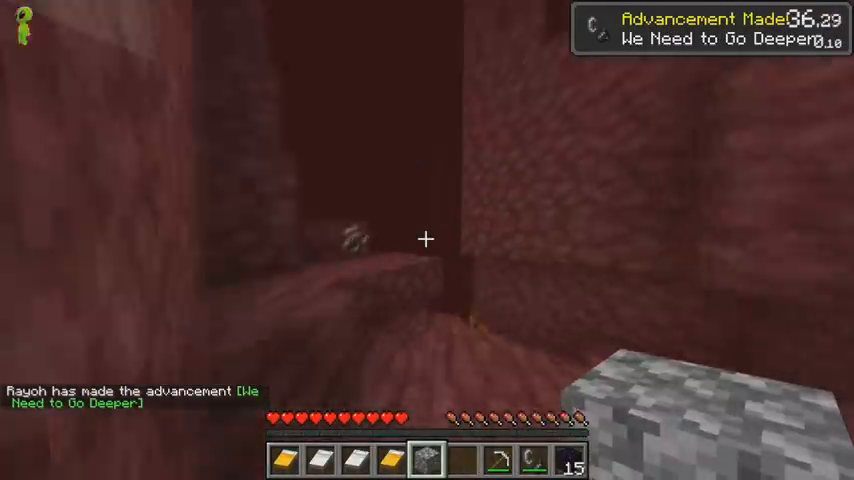 Advancement Made
36.29
We Need to Go Deeper
0.10
Rayoh has made the advancement [We
Need to Go Deeper]
15